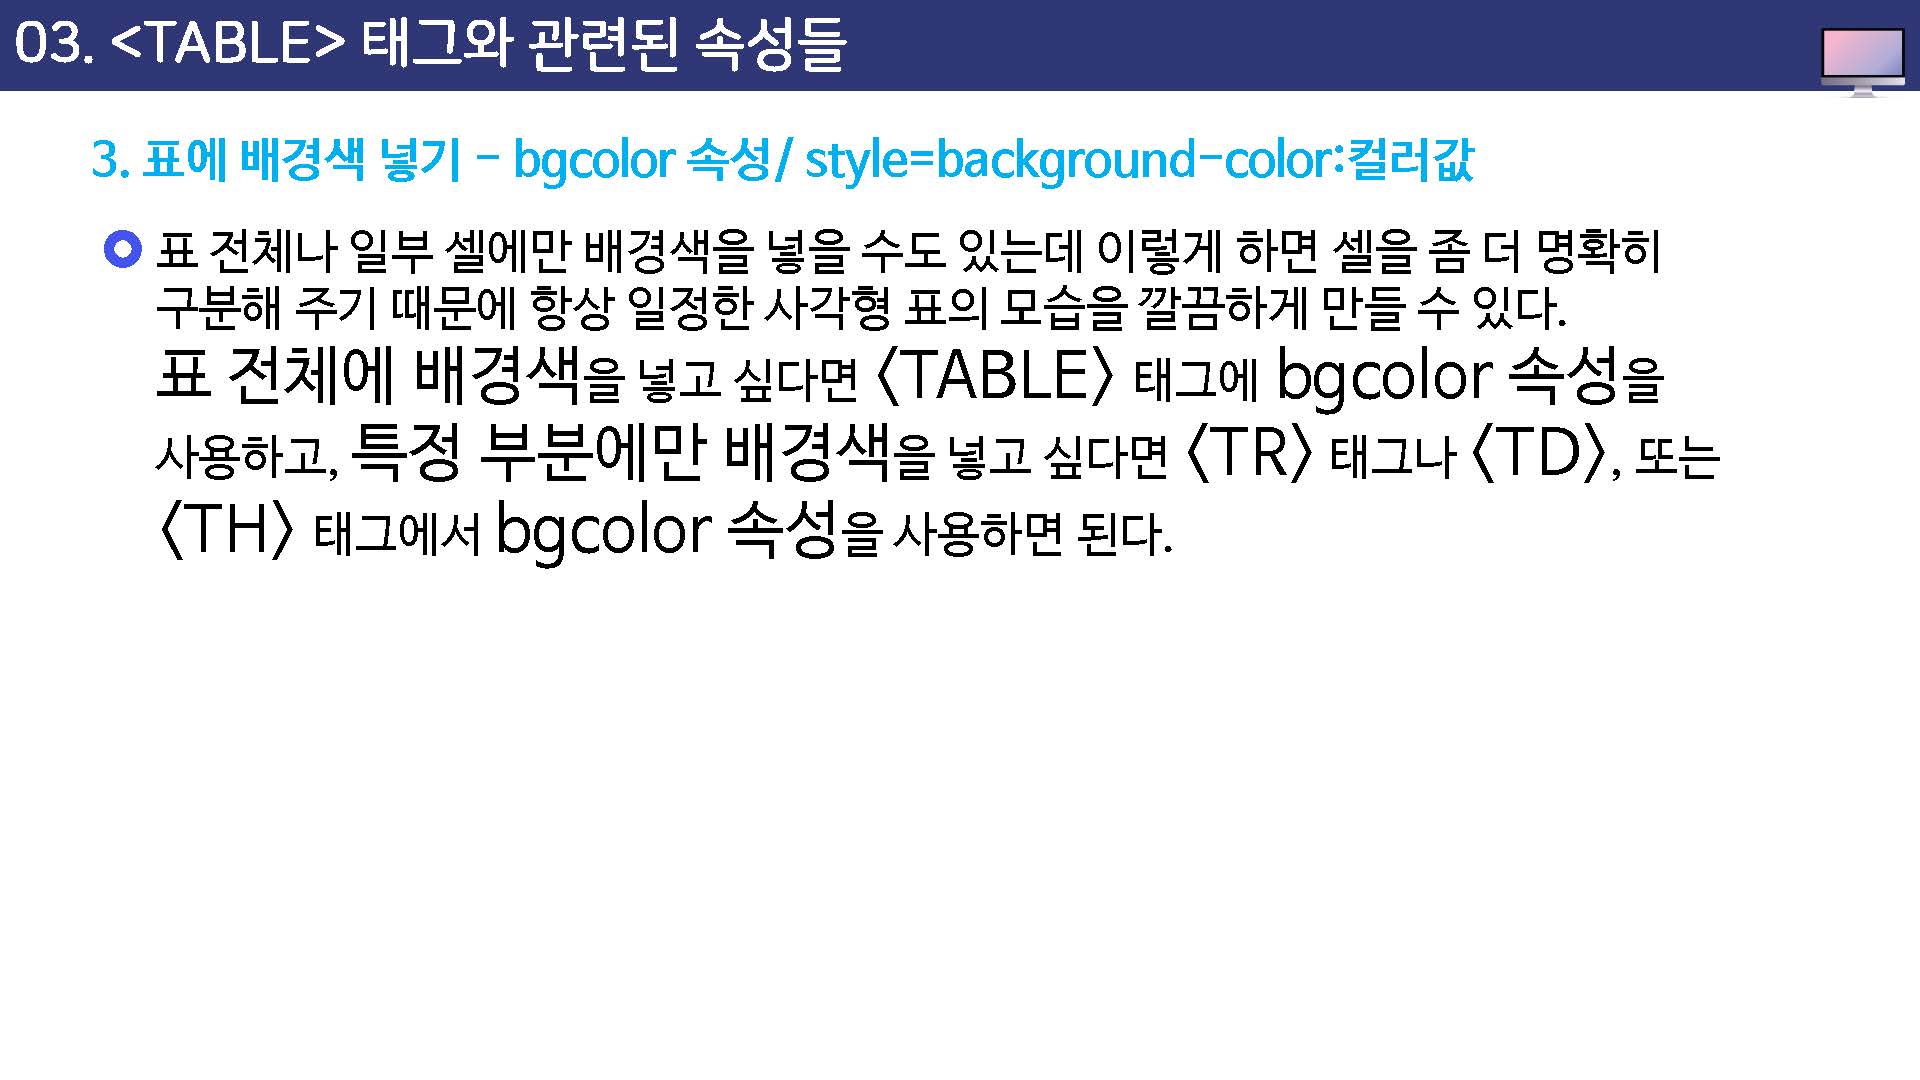 03. <TABLE> 태그와 관련된 속성들
3. 표에 배경색 넣기 - bgcolor 속성/ style=background-color:컬러값
표 전체나 일부 셀에만 배경색을 넣을 수도 있는데 이렇게 하면 셀을 좀 더 명확히
구분해 주기 때문에 항상 일정한 사각형 표의 모습을 깔끔하게 만들 수 있다.
표 전체에 배경색을 넣고 싶다면 〈TABLE〉 태그에 bgcolor 속성을
사용하고, 특정 부분에만 배경색을 넣고 싶다면 〈TR〉 태그나 〈TD〉, 또는
〈TH〉 태그에서 bgcolor 속성을 사용하면 된다.